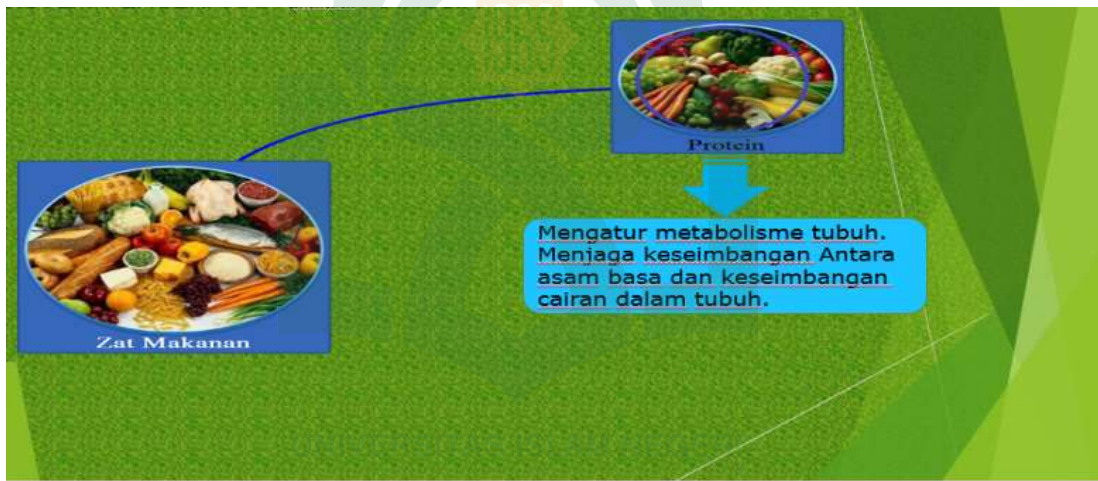 Protein
Mengatur metabolisme tubuh.
Menjaga keseimbangan Antara
asam basa dan keseimbangan
cairan dalam tubuh.
Zat Makanan